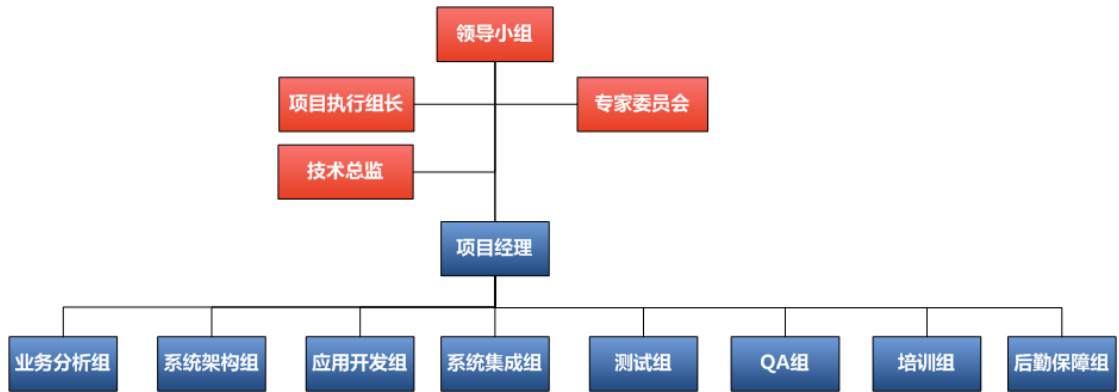 领导小组
项目执行组长
专家委员会
技术总监
项目经理
业务分析组
系统架构组
应用开发组
系统集成组
测试组
QA组
培训组
后勤保障组